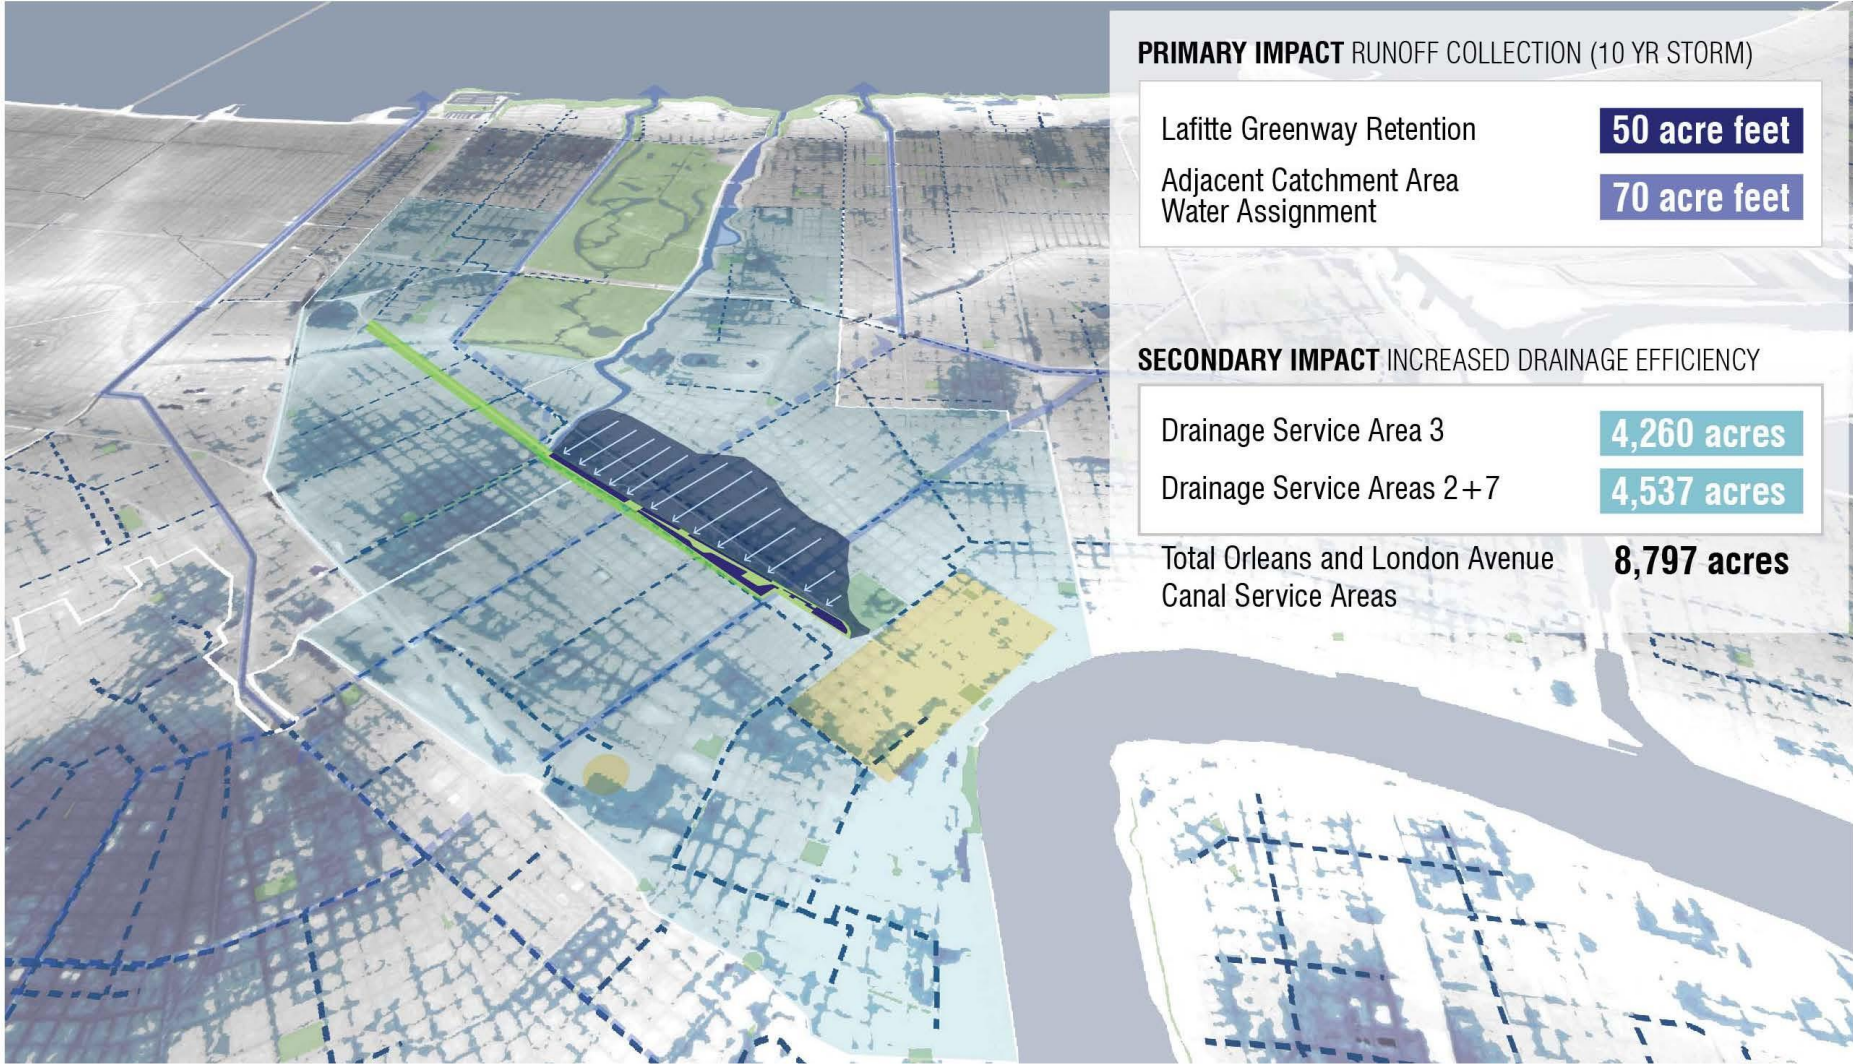 PRIMARY IMPACT RUNOFF COLLECTION (10 YR STORM)
Lafitte Greenway Retention 50 acre feet
Adjacent Catchment Area
Water Assignment 70 acre feet
SECONDARY IMPACT INCREASED DRAINAGE EFFICIENCY
Drainage Service Area 3 4,260 acres
Drainage Service Areas 2+7 4,537 acres
Total Orleans and London Avenue 8,797 acres
Canal Service Areas